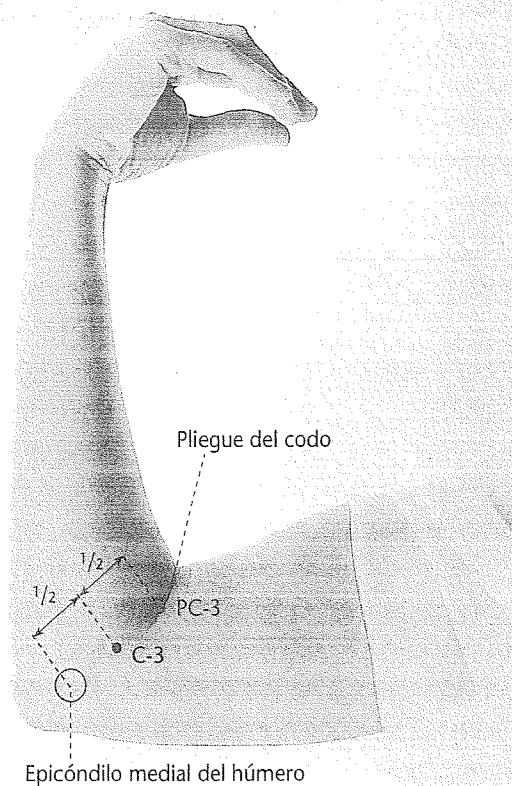 Pliegue del codo
1/2
1/2
PC-3
C-3
Epicóndilo medial del húmero